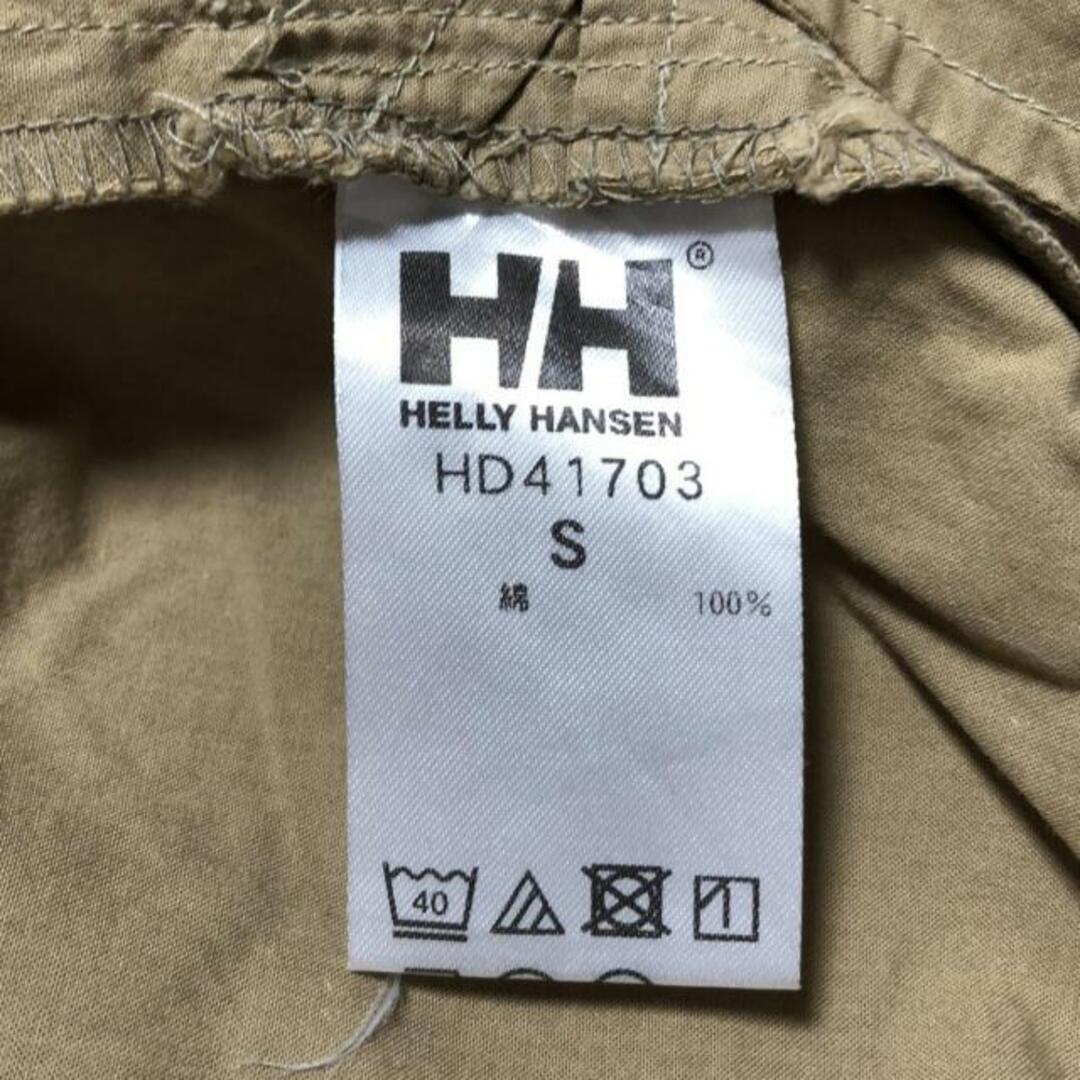 HH®
HELLY HANSEN
HD41703
S
綿 100%
40